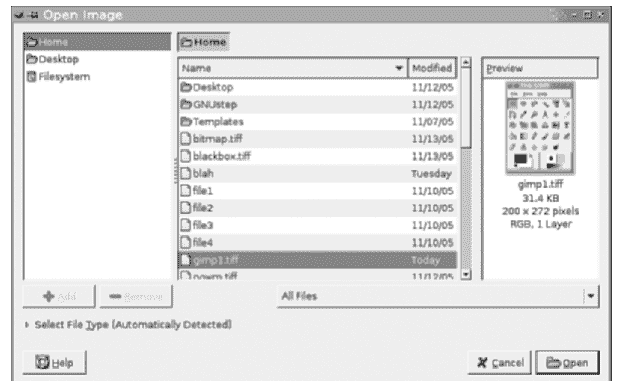 Open Image
Home
Desktop
Filesystem
Home
Name Modified
Desktop 11/12/05
GNUstep 11/12/05
Templates 11/07/05
bitmap.tiff 11/13/05
blackbox.tiff 11/13/05
blah Tuesday
file1 11/10/05
file2 11/10/05
file3 11/10/05
file4 11/10/05
gimp1.tiff Today
11/12/05
Preview
gimp1.tiff
31.4 KB
200 x 272 pixels
RGB, 1 Layer
Add Remove
All Files
Select File Type (Automatically Detected)
Help
Cancel Open